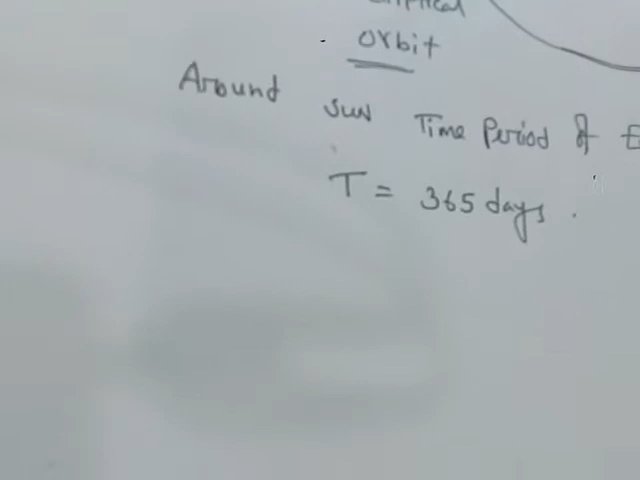 orbit
Around sun Time Period of
T = 365 days.